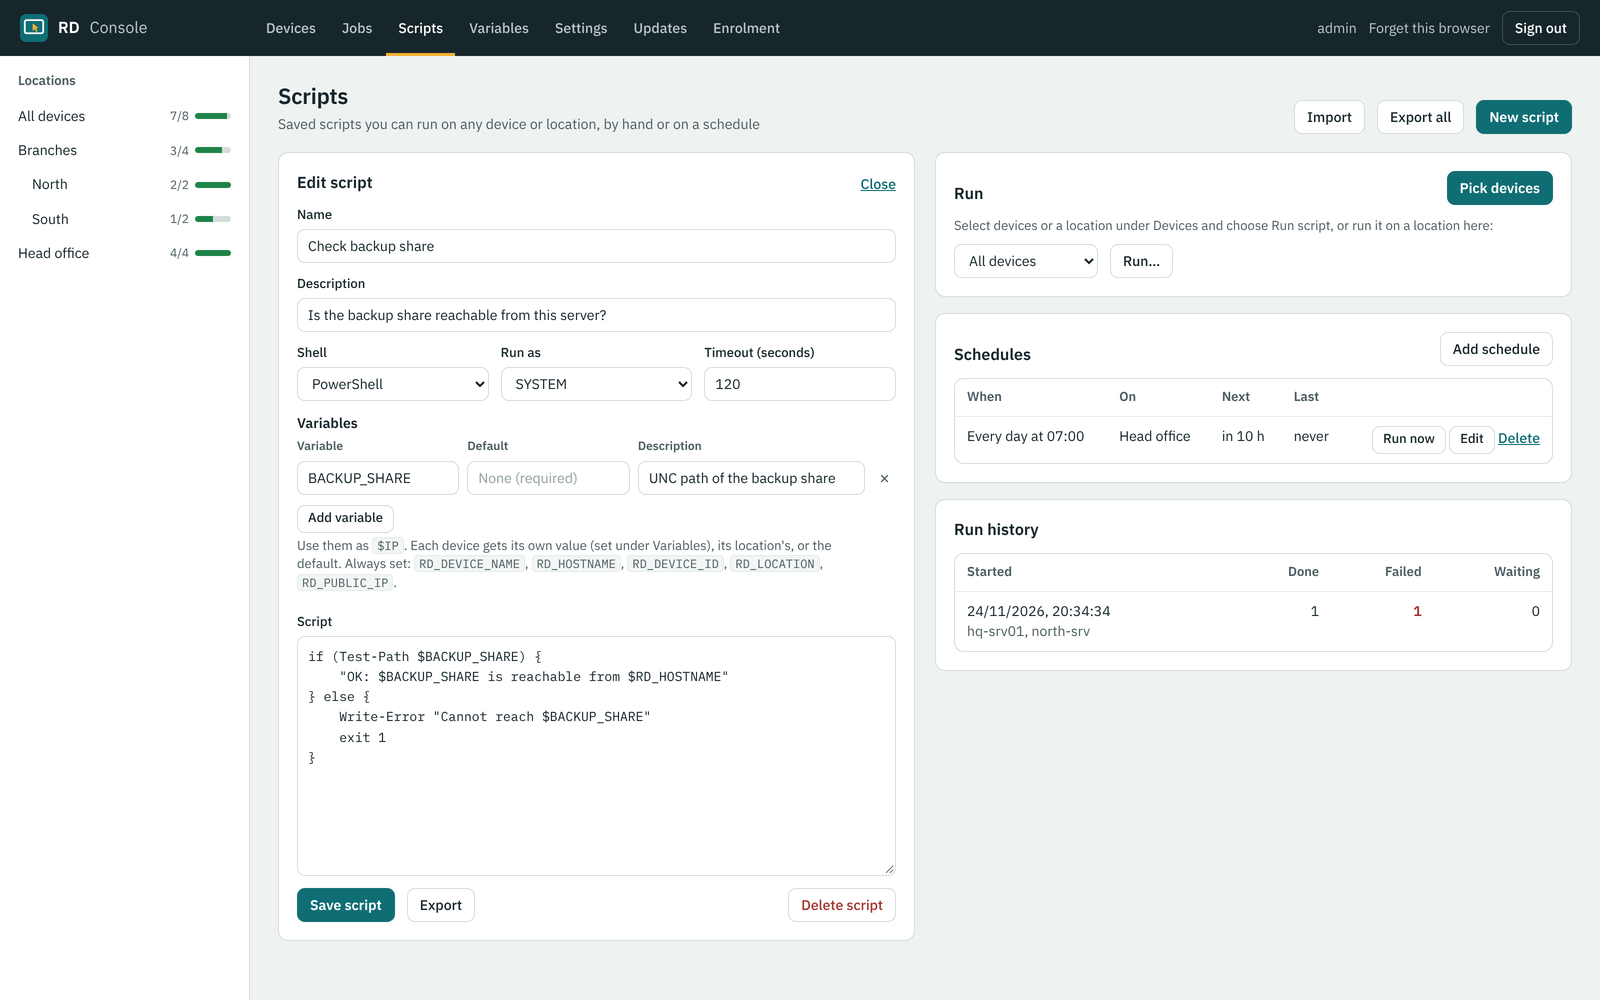 RD Console
Devices Jobs Scripts Variables Settings Updates Enrolment
admin Forget this browser Sign out
Locations
All devices 7/8
Branches 3/4
North 2/2
South 1/2
Head office 4/4
Scripts
Saved scripts you can run on any device or location, by hand or on a schedule
Import Export all New script
Edit script Close
Name
Check backup share
Description
Is the backup share reachable from this server?
Shell Run as Timeout (seconds)
PowerShell SYSTEM 120
Variables
Variable Default Description
BACKUP_SHARE None (required) UNC path of the backup share ×
Add variable
Use them as $IP. Each device gets its own value (set under Variables), its location's, or the
default. Always set: RD_DEVICE_NAME, RD_HOSTNAME, RD_DEVICE_ID, RD_LOCATION,
RD_PUBLIC_IP.
Script
if (Test-Path $BACKUP_SHARE) {
    "OK: $BACKUP_SHARE is reachable from $RD_HOSTNAME"
} else {
    Write-Error "Cannot reach $BACKUP_SHARE"
    exit 1
}
Save script Export Delete script
Run Pick devices
Select devices or a location under Devices and choose Run script, or run it on a location here:
All devices Run...
Schedules Add schedule
When On Next Last
Every day at 07:00 Head office in 10 h never Run now Edit Delete
Run history
Started Done Failed Waiting
24/11/2026, 20:34:34 1 1 0
hq-srv01, north-srv